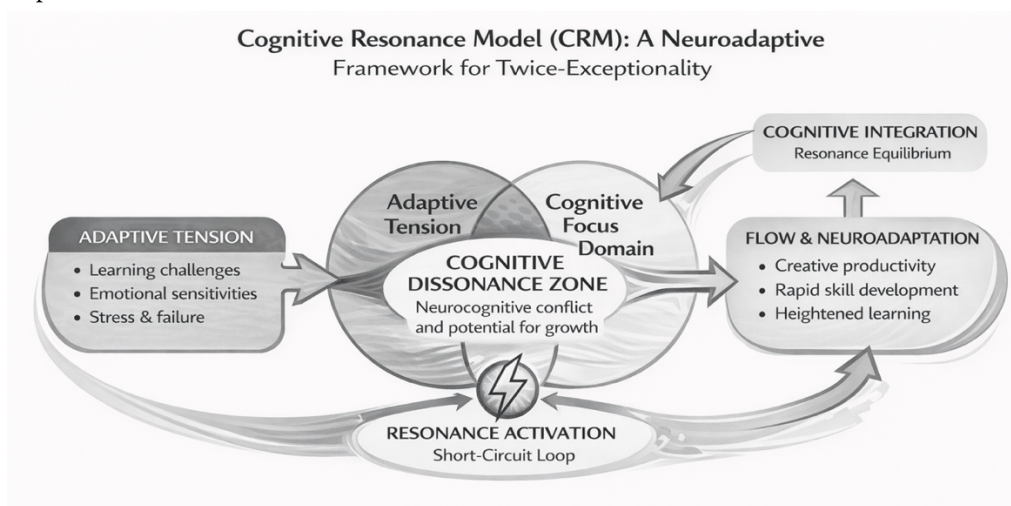 Cognitive Resonance Model (CRM): A Neuroadaptive
Framework for Twice-Exceptionality
ADAPTIVE TENSION
• Learning challenges
• Emotional sensitivities
• Stress & failure
Adaptive
Tension
Cognitive
Focus
Domain
COGNITIVE
DISSONANCE ZONE
Neurocognitive conflict
and potential for growth
RESONANCE ACTIVATION
Short-Circuit Loop
COGNITIVE INTEGRATION
Resonance Equilibrium
FLOW & NEUROADAPTATION
• Creative productivity
• Rapid skill development
• Heightened learning